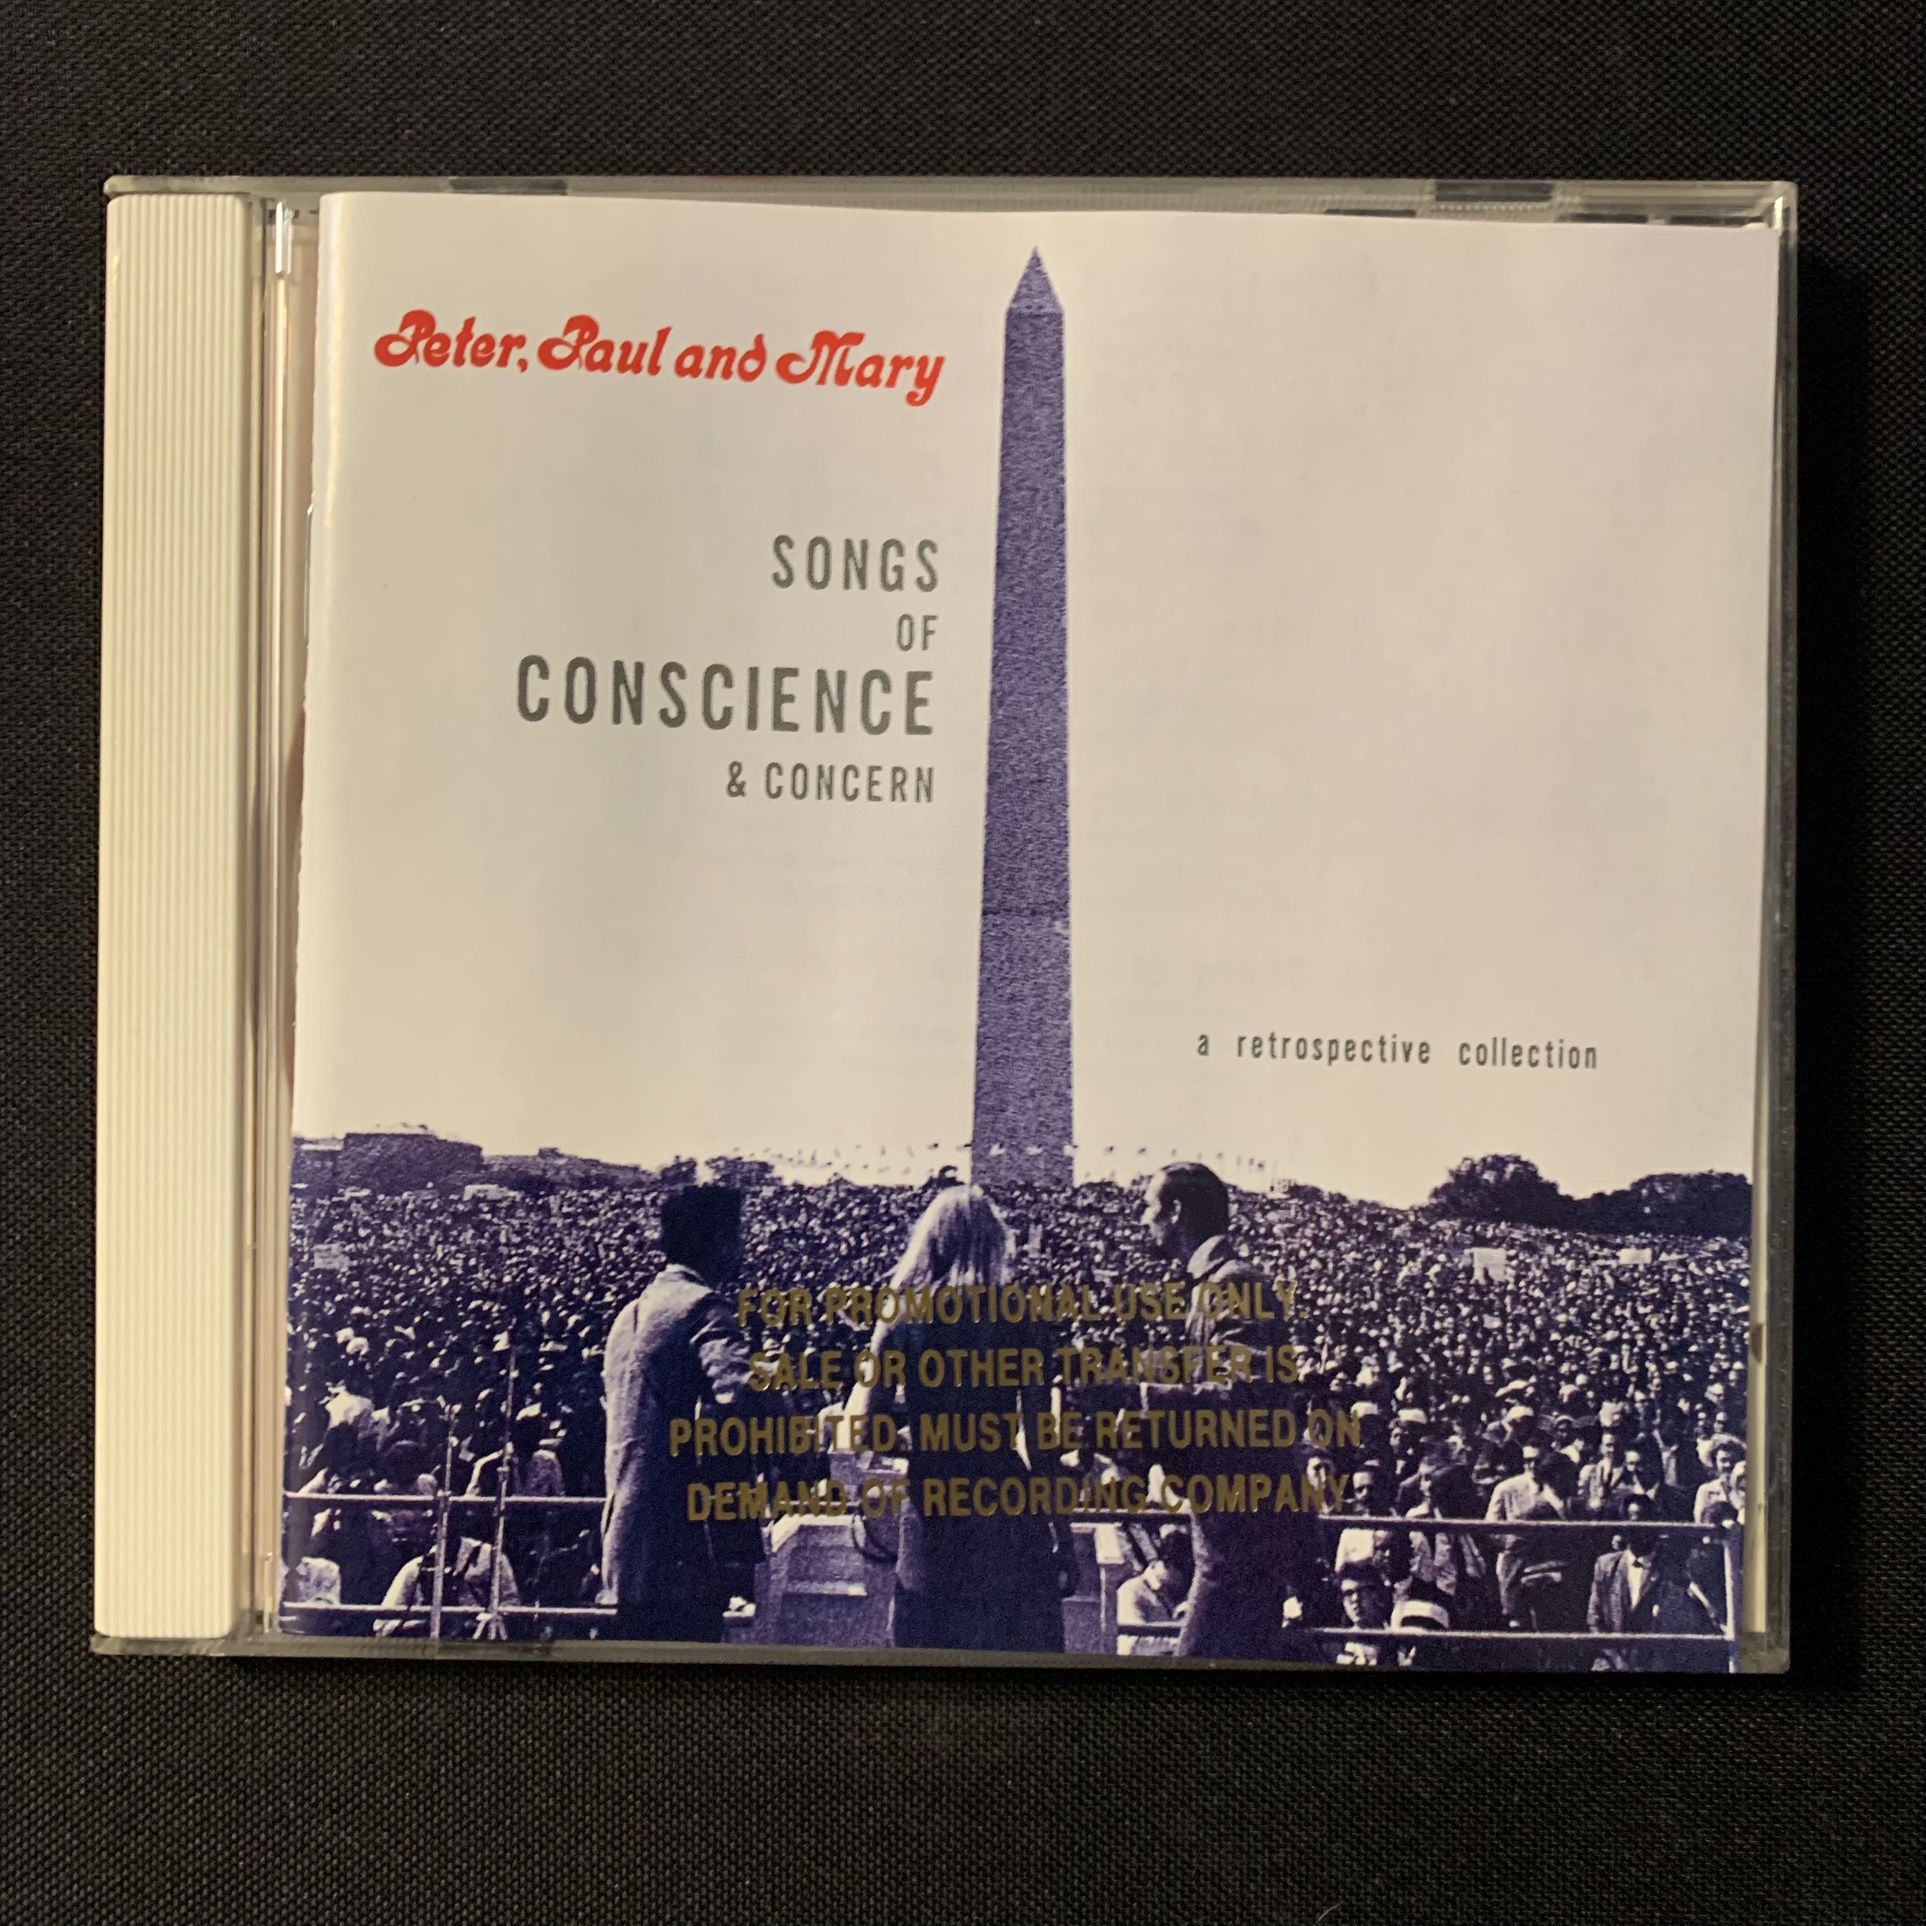 Peter, Paul and Mary
SONGS
OF
CONSCIENCE
& CONCERN
a retrospective collection
FOR PROMOTIONAL USE ONLY
SALE OR OTHER TRANSFER IS
PROHIBITED. MUST BE RETURNED ON
DEMAND OF RECORDING COMPANY